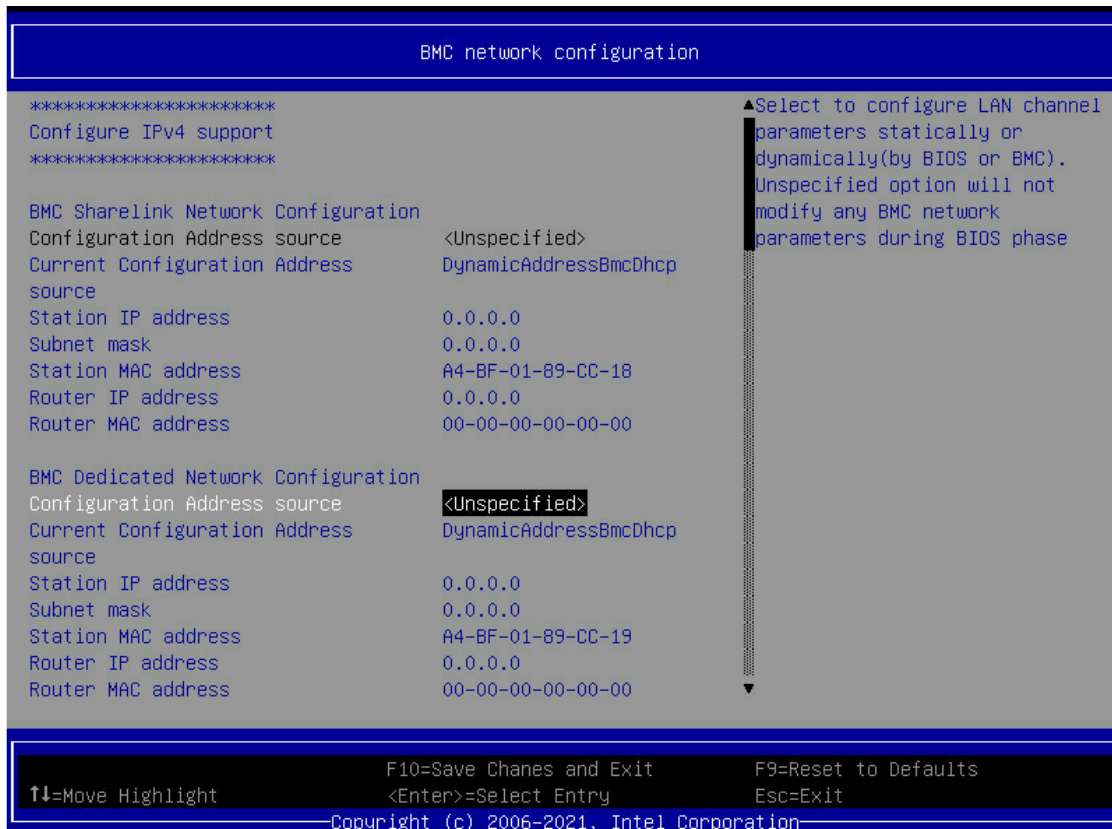 BMC network configuration
************************
Configure IPv4 support
************************
BMC Sharelink Network Configuration
Configuration Address source <Unspecified>
Current Configuration Address DynamicAddressBmcDhcp
source
Station IP address 0.0.0.0
Subnet mask 0.0.0.0
Station MAC address A4-BF-01-89-CC-18
Router IP address 0.0.0.0
Router MAC address 00-00-00-00-00-00
BMC Dedicated Network Configuration
Configuration Address source <Unspecified>
Current Configuration Address DynamicAddressBmcDhcp
source
Station IP address 0.0.0.0
Subnet mask 0.0.0.0
Station MAC address A4-BF-01-89-CC-19
Router IP address 0.0.0.0
Router MAC address 00-00-00-00-00-00
▲Select to configure LAN channel
parameters statically or
dynamically(by BIOS or BMC).
Unspecified option will not
modify any BMC network
parameters during BIOS phase
▼
F10=Save Chanes and Exit F9=Reset to Defaults
↑↓=Move Highlight <Enter>=Select Entry Esc=Exit
Copyright (c) 2006-2021, Intel Corporation